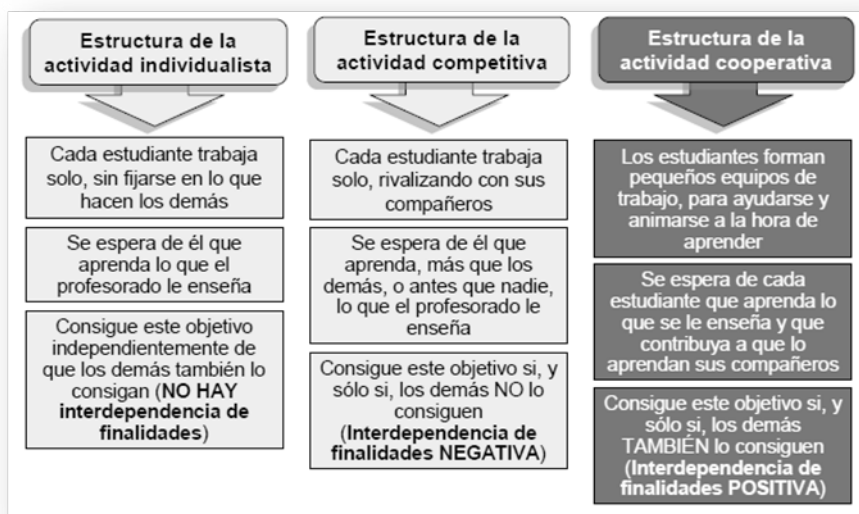 Estructura de la
actividad individualista
Cada estudiante trabaja
solo, sin fijarse en lo que
hacen los demás
Se espera de él que
aprenda lo que el
profesorado le enseña
Consigue este objetivo
independientemente de
que los demás también lo
consigan (NO HAY
interdependencia de
finalidades)
Estructura de la
actividad competitiva
Cada estudiante trabaja
solo, rivalizando con sus
compañeros
Se espera de él que
aprenda, más que los
demás, o antes que nadie,
lo que el profesorado le
enseña
Consigue este objetivo si, y
sólo si, los demás NO lo
consiguen
(Interdependencia de
finalidades NEGATIVA)
Estructura de la
actividad cooperativa
Los estudiantes forman
pequeños equipos de
trabajo, para ayudarse y
animarse a la hora de
aprender
Se espera de cada
estudiante que aprenda lo
que se le enseña y que
contribuya a que lo
aprendan sus compañeros
Consigue este objetivo si, y
sólo si, los demás
TAMBIÉN lo consiguen
(Interdependencia de
finalidades POSITIVA)